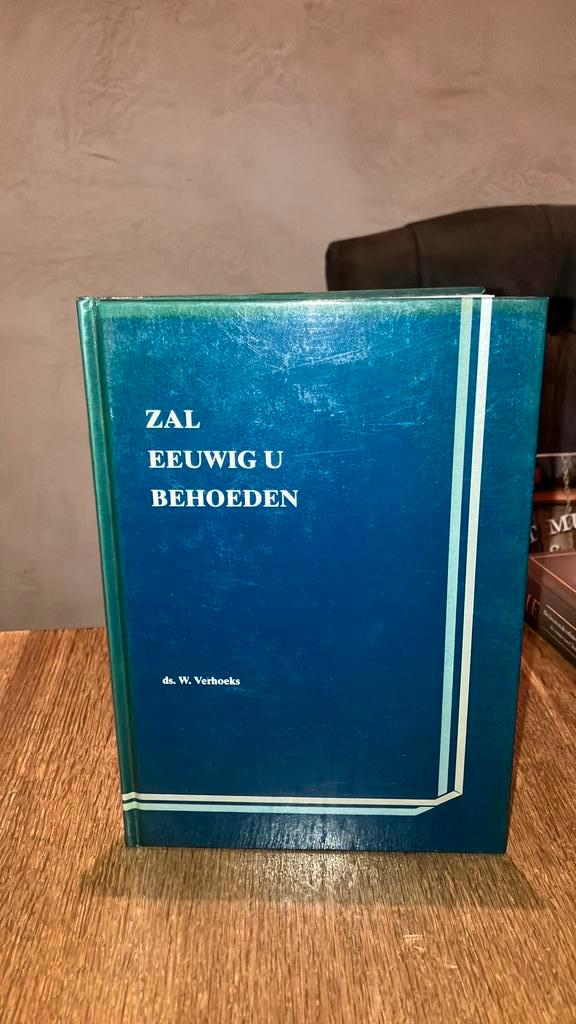 ZAL
EEUWIG U
BEHOEDEN
ds. W. Verhoeks